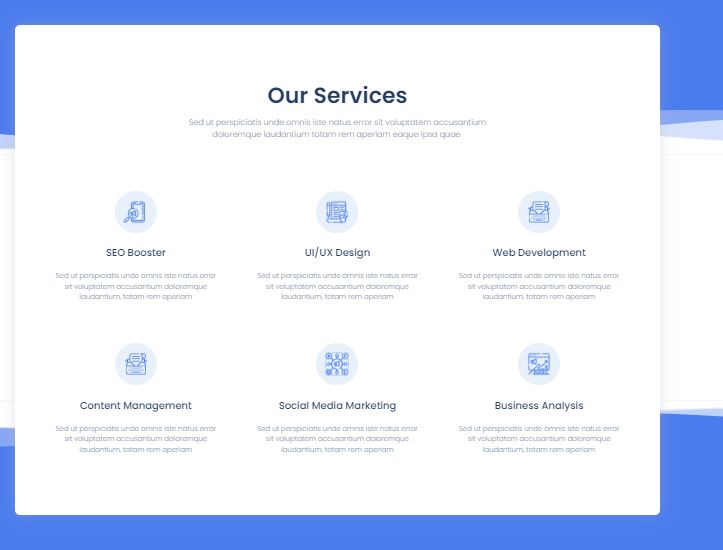 Our Services
Sed ut perspiciatis unde omnis iste natus error sit voluptatem accusantium
doloremque laudantium totam rem aperiam eaque ipsa quae
SEO Booster
Sed ut perspiciatis unde omnis iste natus error
sit voluptatem accusantium doloremque
laudantium, totam rem aperiam
UI/UX Design
Sed ut perspiciatis unde omnis iste natus error
sit voluptatem accusantium doloremque
laudantium, totam rem aperiam
Web Development
Sed ut perspiciatis unde omnis iste natus error
sit voluptatem accusantium doloremque
laudantium, totam rem aperiam
Content Management
Sed ut perspiciatis unde omnis iste natus error
sit voluptatem accusantium doloremque
laudantium, totam rem aperiam
Social Media Marketing
Sed ut perspiciatis unde omnis iste natus error
sit voluptatem accusantium doloremque
laudantium, totam rem aperiam
Business Analysis
Sed ut perspiciatis unde omnis iste natus error
sit voluptatem accusantium doloremque
laudantium, totam rem aperiam